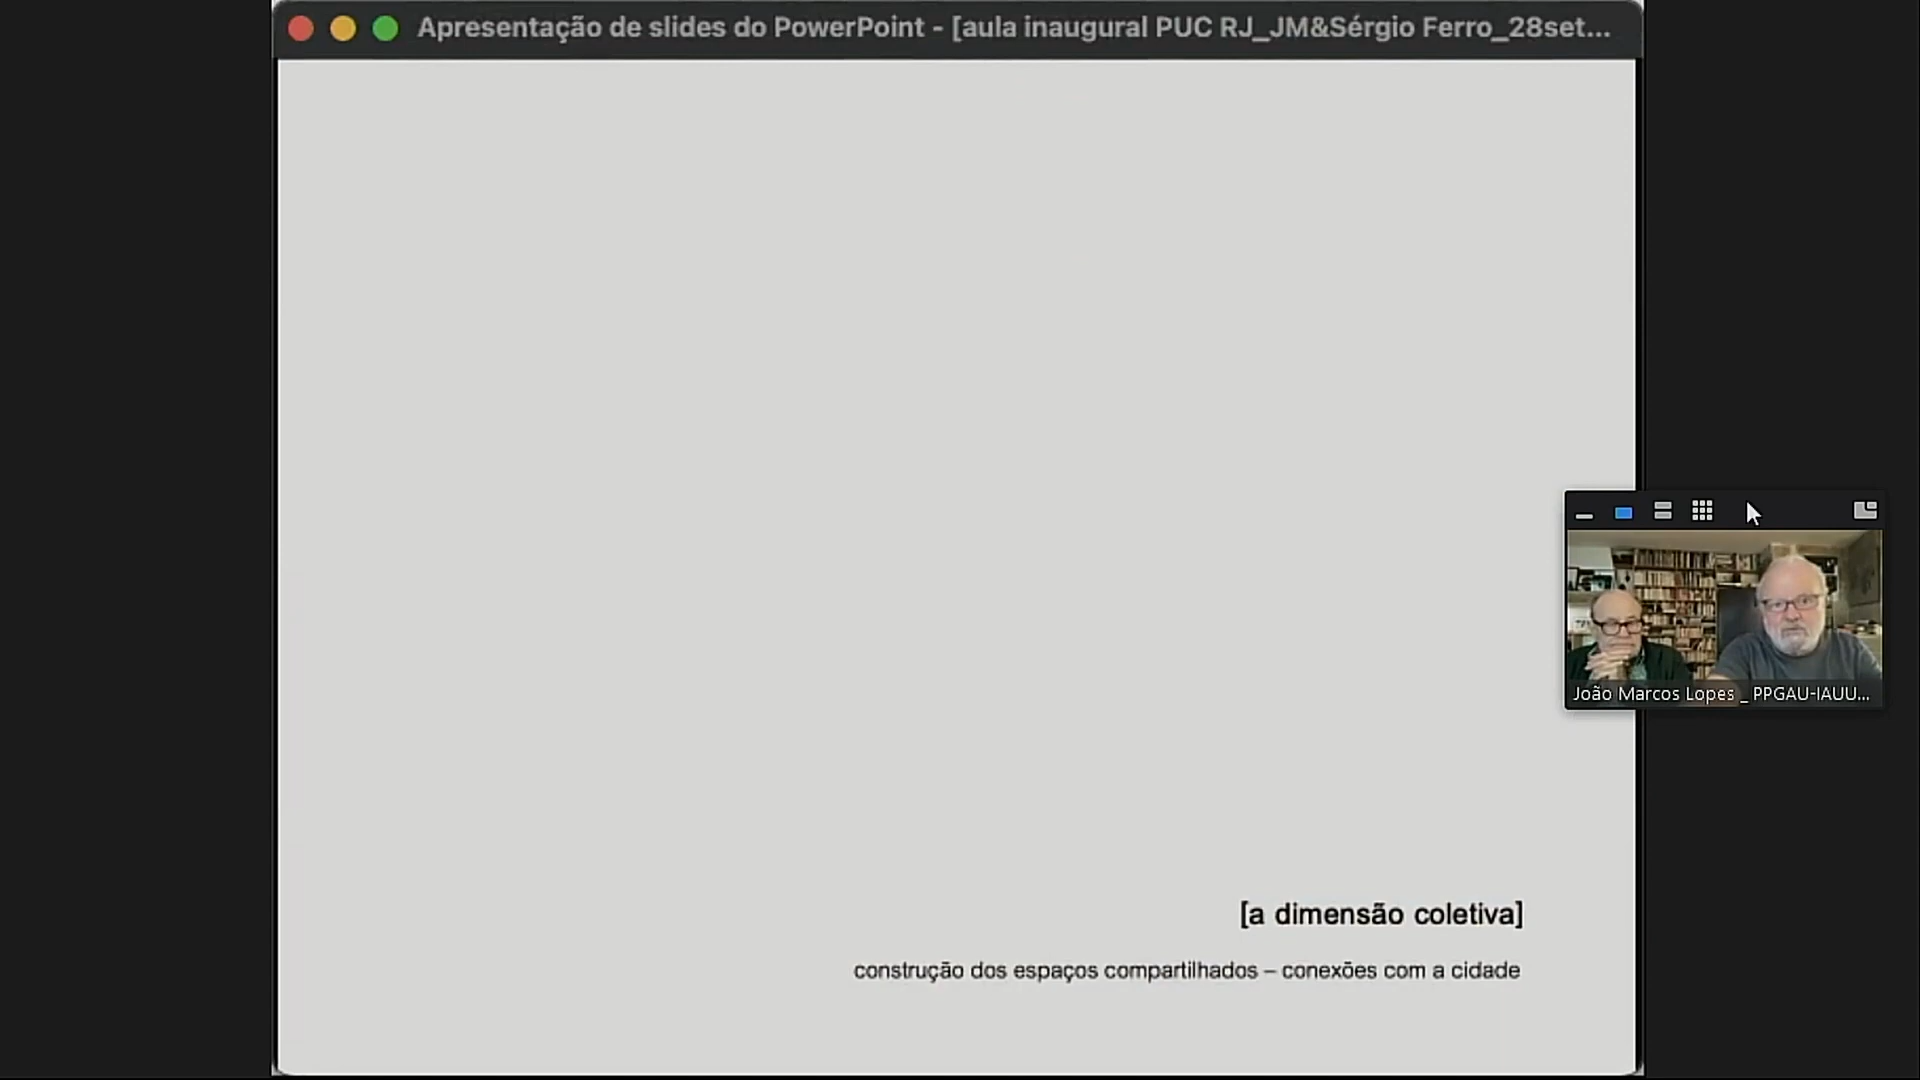 Apresentação de slides do PowerPoint - [aula inaugural PUC RJ_JM&Sérgio Ferro_28set...
João Marcos Lopes _ PPGAU-IAUU...
[a dimensão coletiva]
construção dos espaços compartilhados – conexões com a cidade